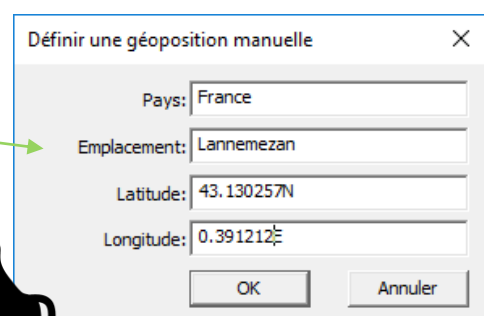 Définir une géoposition manuelle
Pays: France
Emplacement: Lannemezan
Latitude: 43.130257N
Longitude: 0.391212E
OK Annuler